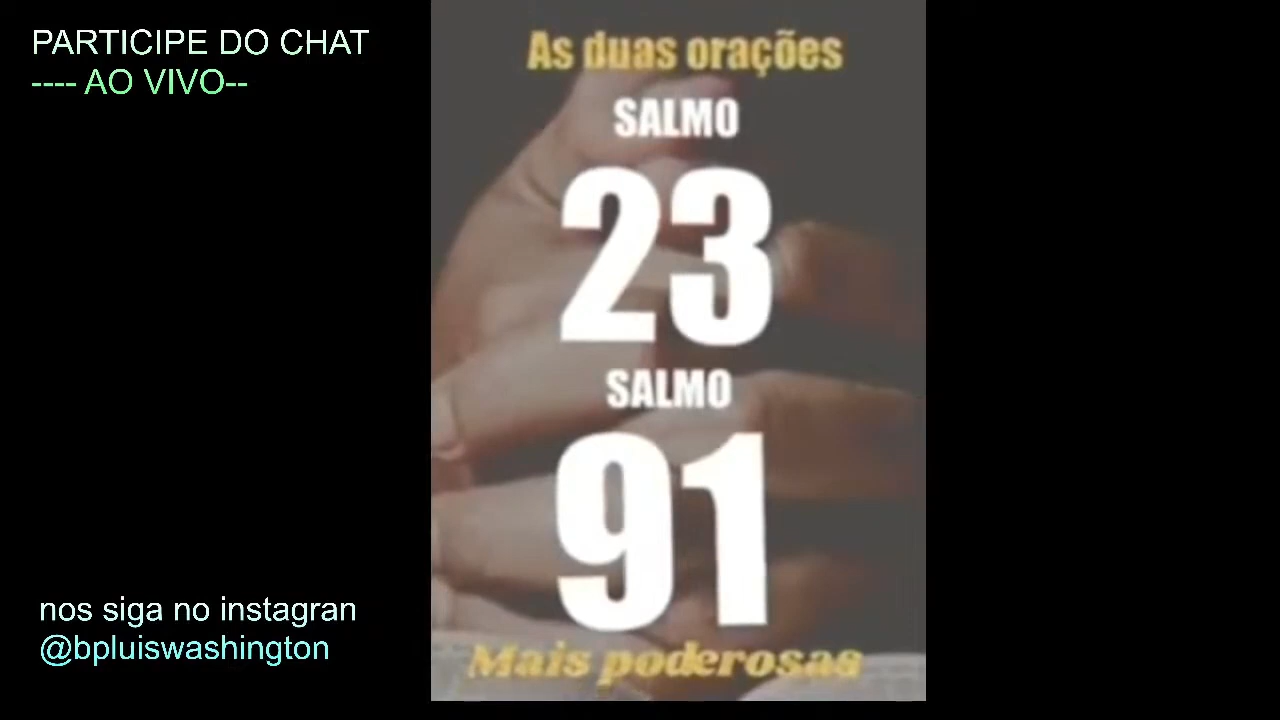 PARTICIPE DO CHAT
---- AO VIVO--
As duas orações
SALMO
23
SALMO
91
Mais poderosas
nos siga no instagran
@bpluiswashington